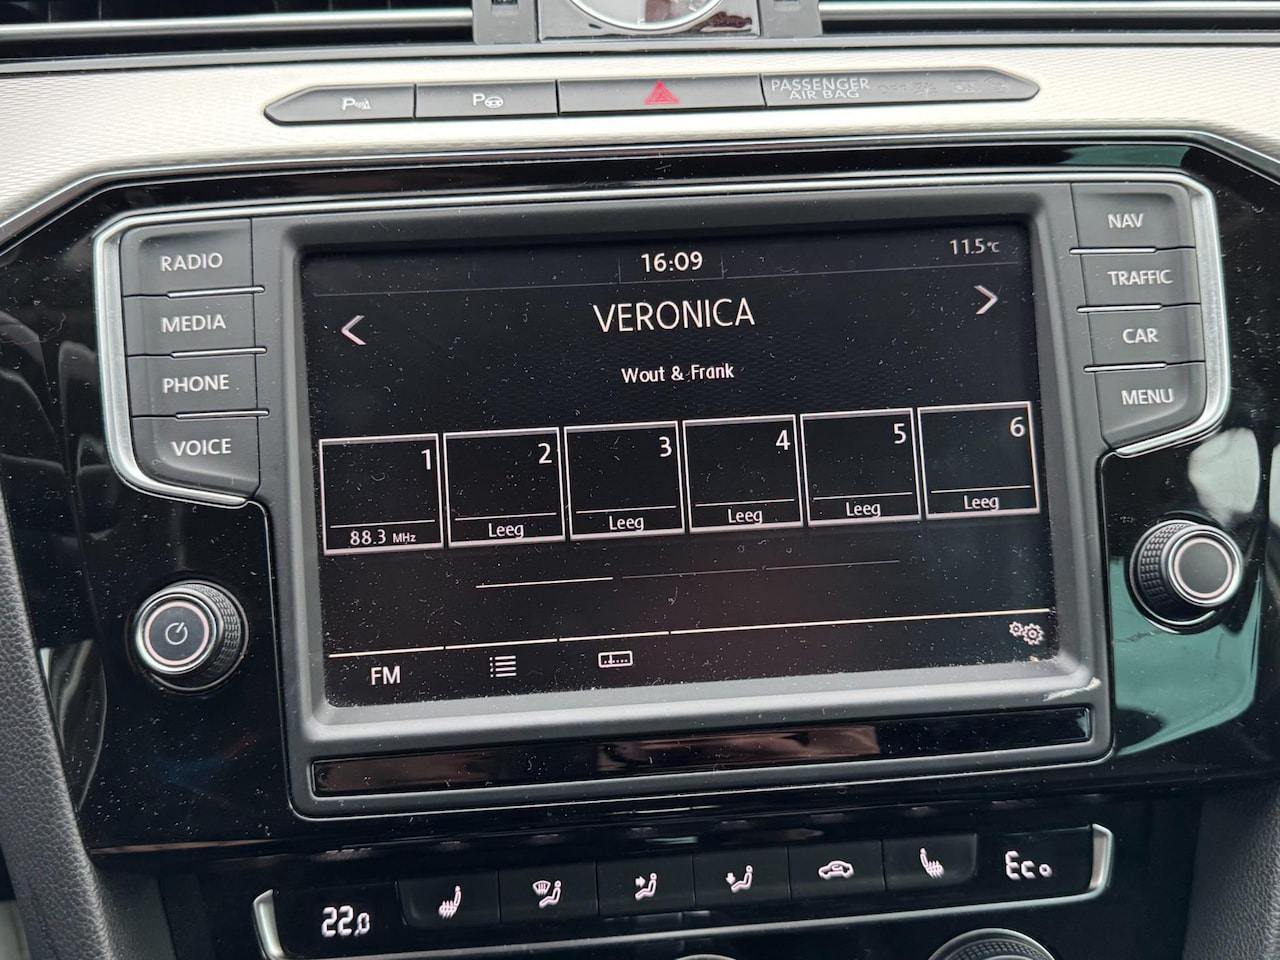 P
P
PASSENGER
AIR BAG
RADIO
MEDIA
PHONE
VOICE
16:09
11.5°C
VERONICA
Wout & Frank
1
88.3 MHz
2
Leeg
3
Leeg
4
Leeg
5
Leeg
6
Leeg
FM
NAV
TRAFFIC
CAR
MENU
22.0
Eco